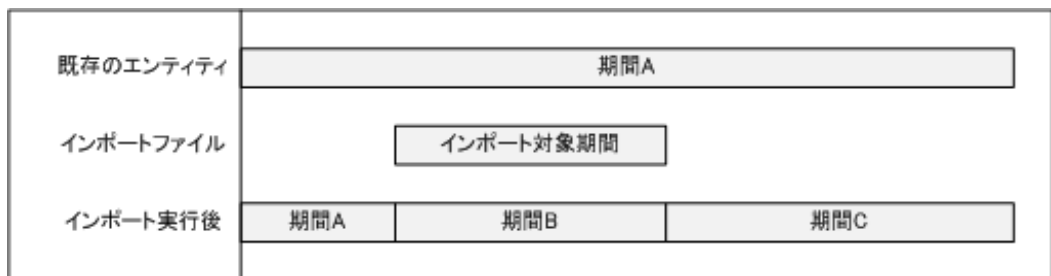 既存のエンティティ 期間A
インポートファイル インポート対象期間
インポート実行後 期間A 期間B 期間C